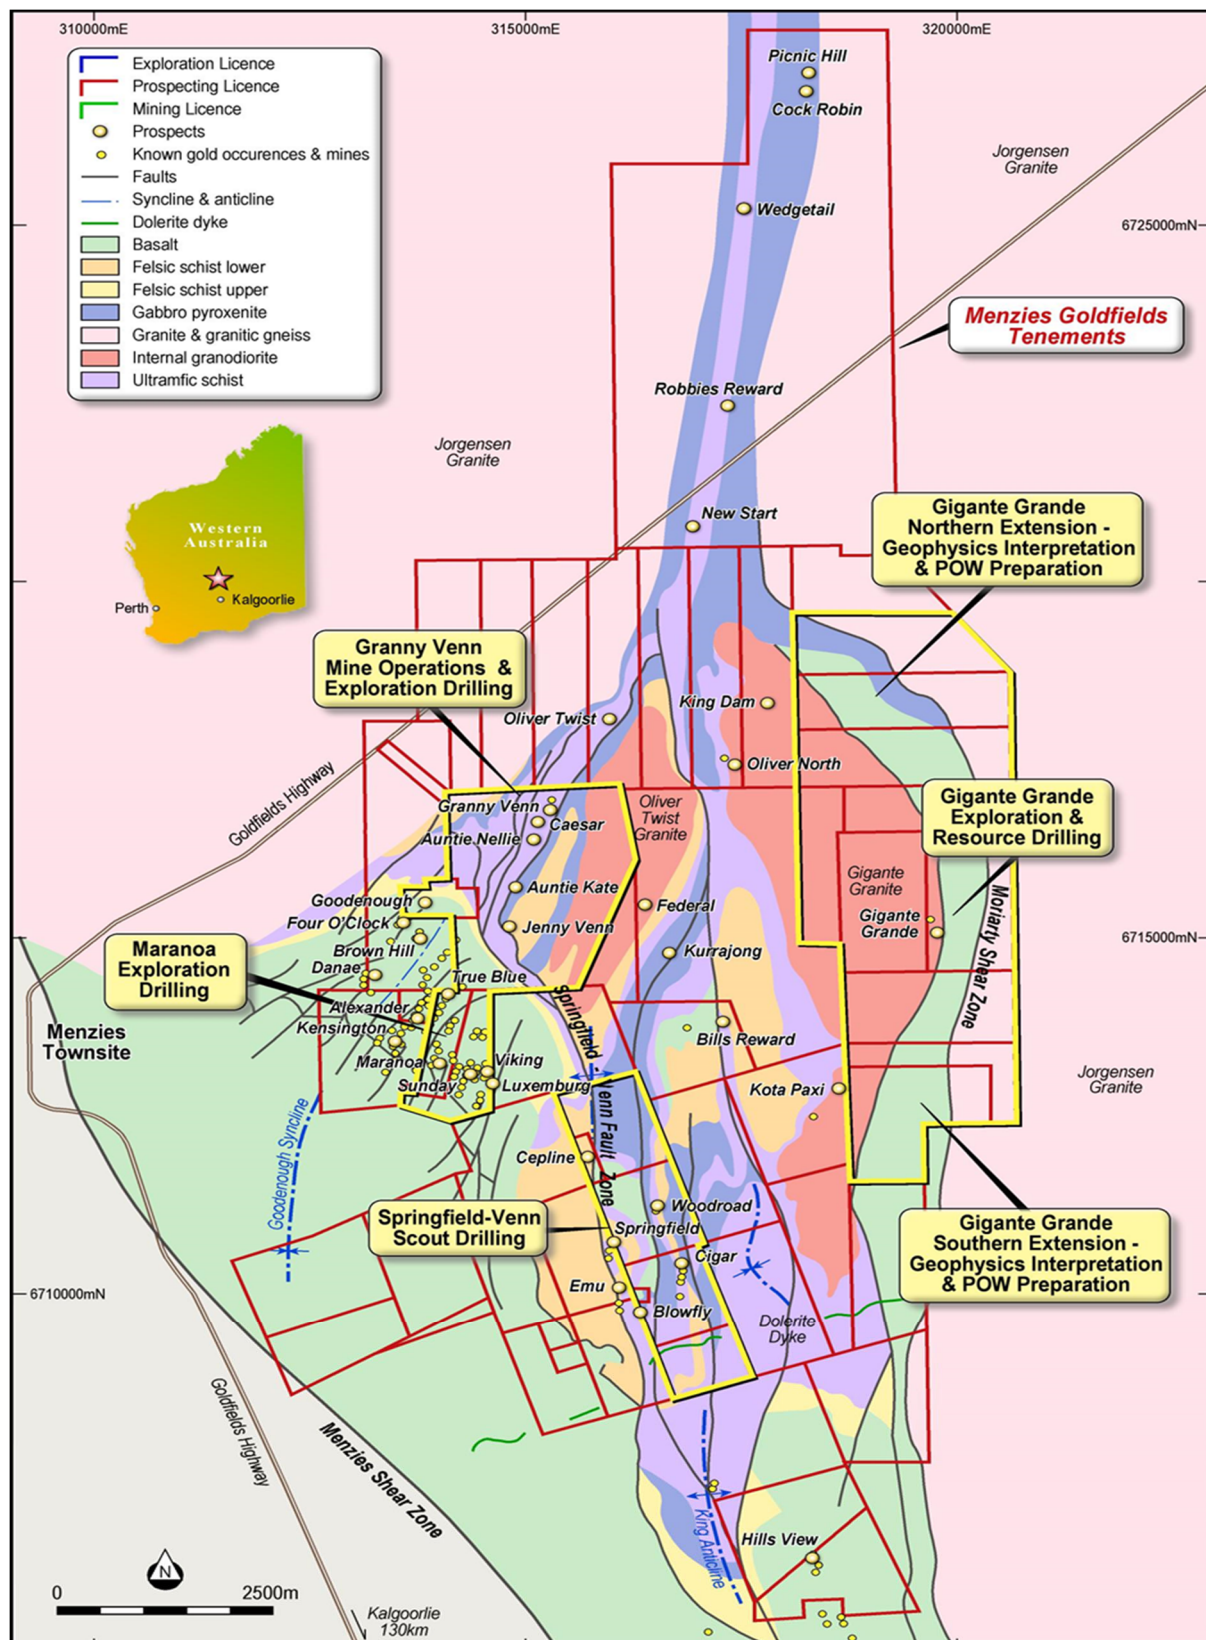 310000mE
315000mE
320000mE
Exploration Licence
Prospecting Licence
Mining Licence
Prospects
Known gold occurences & mines
Faults
Syncline & anticline
Dolerite dyke
Basalt
Felsic schist lower
Felsic schist upper
Gabbro pyroxenite
Granite & granitic gneiss
Internal granodiorite
Ultramfic schist
Picnic Hill
Cock Robin
Jorgensen
Granite
Wedgetail
6725000mN
Menzies Goldfields
Tenements
Robbies Reward
Jorgensen
Granite
New Start
Western
Australia
Perth
Kalgoorlie
Gigante Grande
Northern Extension -
Geophysics Interpretation
& POW Preparation
Granny Venn
Mine Operations &
Exploration Drilling
King Dam
Oliver Twist
Oliver North
Goldfields Highway
Granny Venn
Caesar
Auntie Nellie
Oliver
Twist
Granite
Gigante Grande
Exploration &
Resource Drilling
Auntie Kate
Gigante
Granite
Goodenough
Four O'Clock
Federal
Gigante
Grande
Jenny Venn
Brown Hill
Kurrajong
Moriarty Shear Zone
6715000mN
Maranoa
Exploration
Drilling
Danae
True Blue
Alexander
Kensington
Springfield - Venn Fault Zone
Bills Reward
Menzies
Townsite
Maranoa
Viking
Sunday
Luxemburg
Kota Paxi
Jorgensen
Granite
Goodenough Syncline
Cepline
Woodroad
Springfield-Venn
Scout Drilling
Springfield
Cigar
Gigante Grande
Southern Extension -
Geophysics Interpretation
& POW Preparation
6710000mN
Emu
Blowfly
Dolerite
Dyke
Goldfields Highway
Menzies Shear Zone
King Anticline
Hills View
N
0
2500m
Kalgoorlie
130km